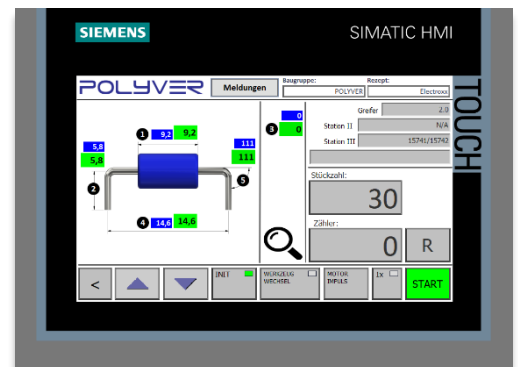 SIEMENS
SIMATIC HMI
TOUCH
POLYVER
Meldungen
Baugruppe:
POLYVER
Rezept:
Electroxx
1 9,2 9,2
5,8
5,8
2
111
111
5
4 14,6 14,6
0
3 0
Grefer 2.0
Station II N/A
Station III 15741/15742
Stückzahl:
30
Zähler:
0 R
<
INIT
WERKZEUG
WECHSEL
MOTOR
IMPULS
1x
START